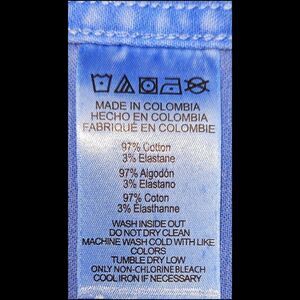 MADE IN COLOMBIA
HECHO EN COLOMBIA
FABRIQUÉ EN COLOMBIE
97% Cotton
3% Elastane
97% Algodón
3% Elastano
97% Coton
3% Elasthanne
WASH INSIDE OUT
DO NOT DRY CLEAN
MACHINE WASH COLD WITH LIKE
COLORS
TUMBLE DRY LOW
ONLY NON-CHLORINE BLEACH
COOL IRON IF NECESSARY